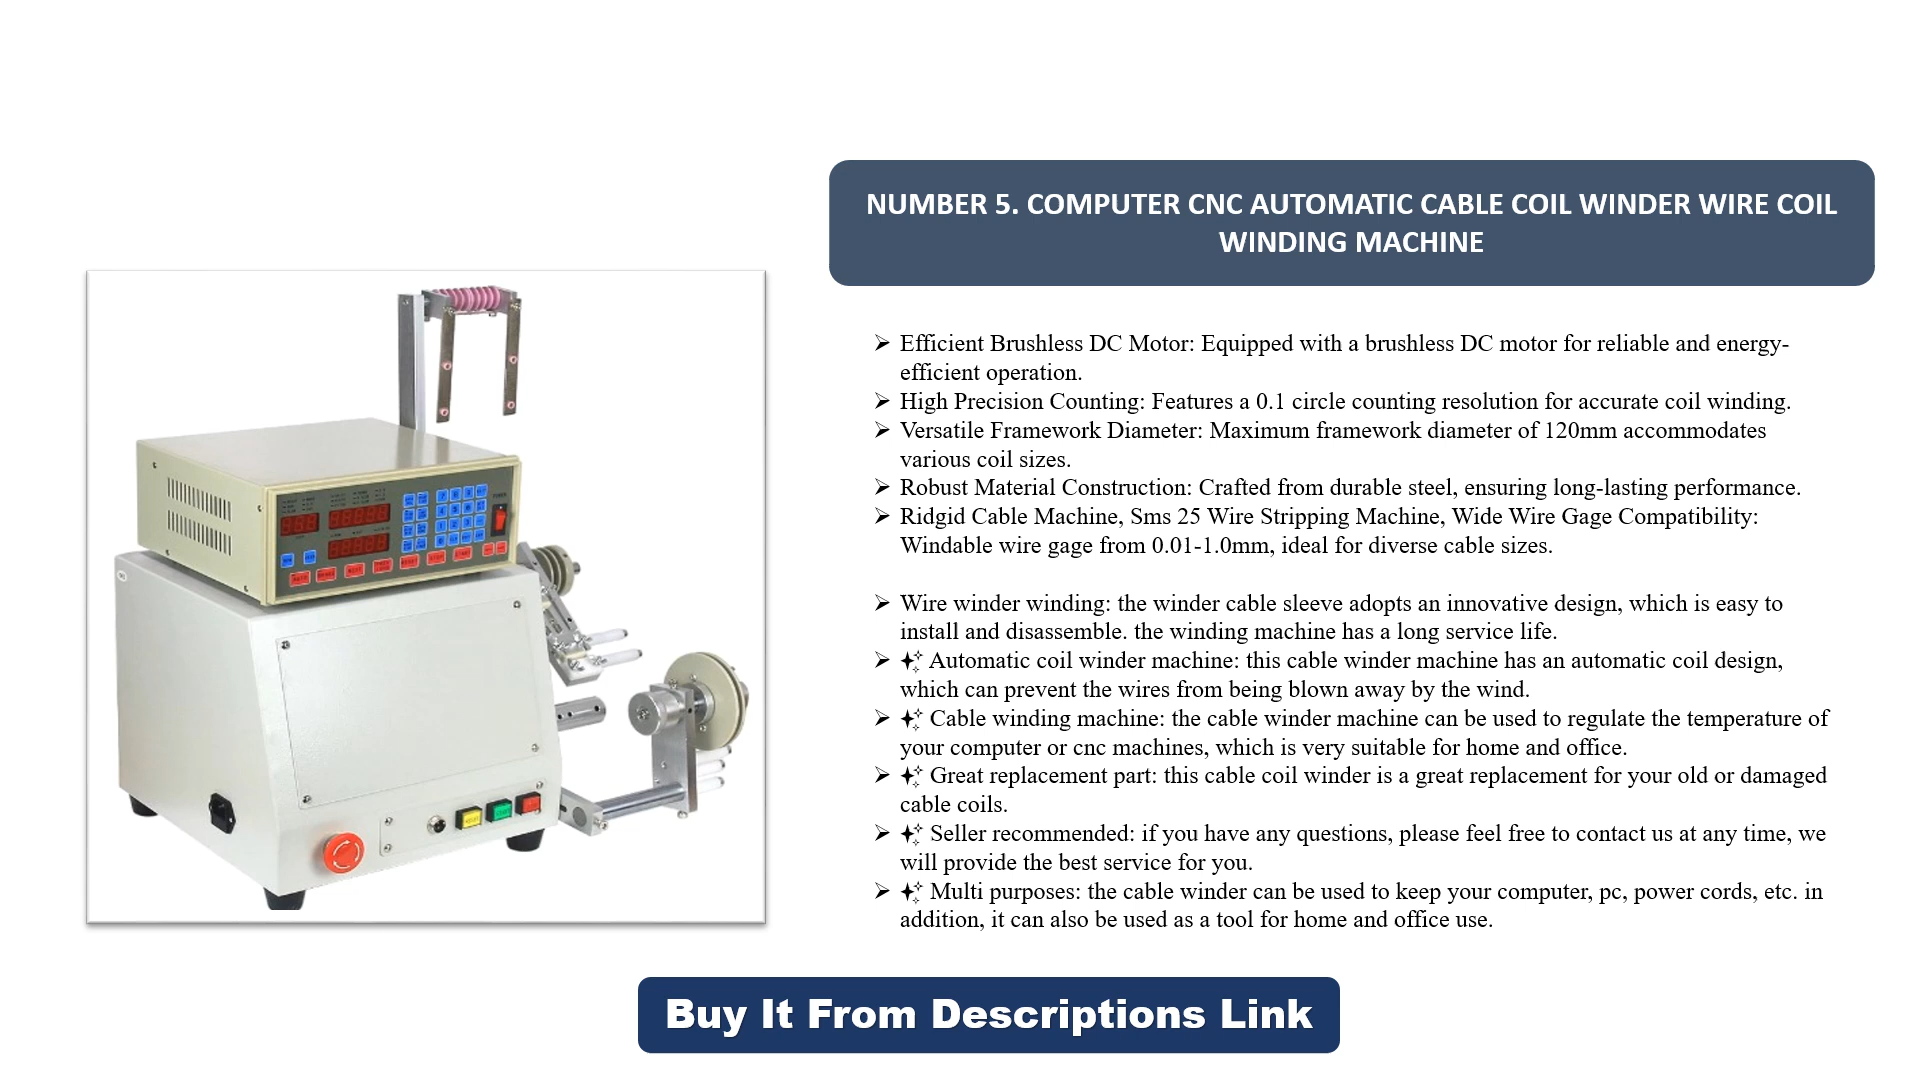 NUMBER 5. COMPUTER CNC AUTOMATIC CABLE COIL WINDER WIRE COIL
WINDING MACHINE
➢ Efficient Brushless DC Motor: Equipped with a brushless DC motor for reliable and energy-
efficient operation.
➢ High Precision Counting: Features a 0.1 circle counting resolution for accurate coil winding.
➢ Versatile Framework Diameter: Maximum framework diameter of 120mm accommodates
various coil sizes.
➢ Robust Material Construction: Crafted from durable steel, ensuring long-lasting performance.
➢ Ridgid Cable Machine, Sms 25 Wire Stripping Machine, Wide Wire Gage Compatibility:
Windable wire gage from 0.01-1.0mm, ideal for diverse cable sizes.
➢ Wire winder winding: the winder cable sleeve adopts an innovative design, which is easy to
install and disassemble. the winding machine has a long service life.
➢ ✨ Automatic coil winder machine: this cable winder machine has an automatic coil design,
which can prevent the wires from being blown away by the wind.
➢ ✨ Cable winding machine: the cable winder machine can be used to regulate the temperature of
your computer or cnc machines, which is very suitable for home and office.
➢ ✨ Great replacement part: this cable coil winder is a great replacement for your old or damaged
cable coils.
➢ ✨ Seller recommended: if you have any questions, please feel free to contact us at any time, we
will provide the best service for you.
➢ ✨ Multi purposes: the cable winder can be used to keep your computer, pc, power cords, etc. in
addition, it can also be used as a tool for home and office use.
Buy It From Descriptions Link